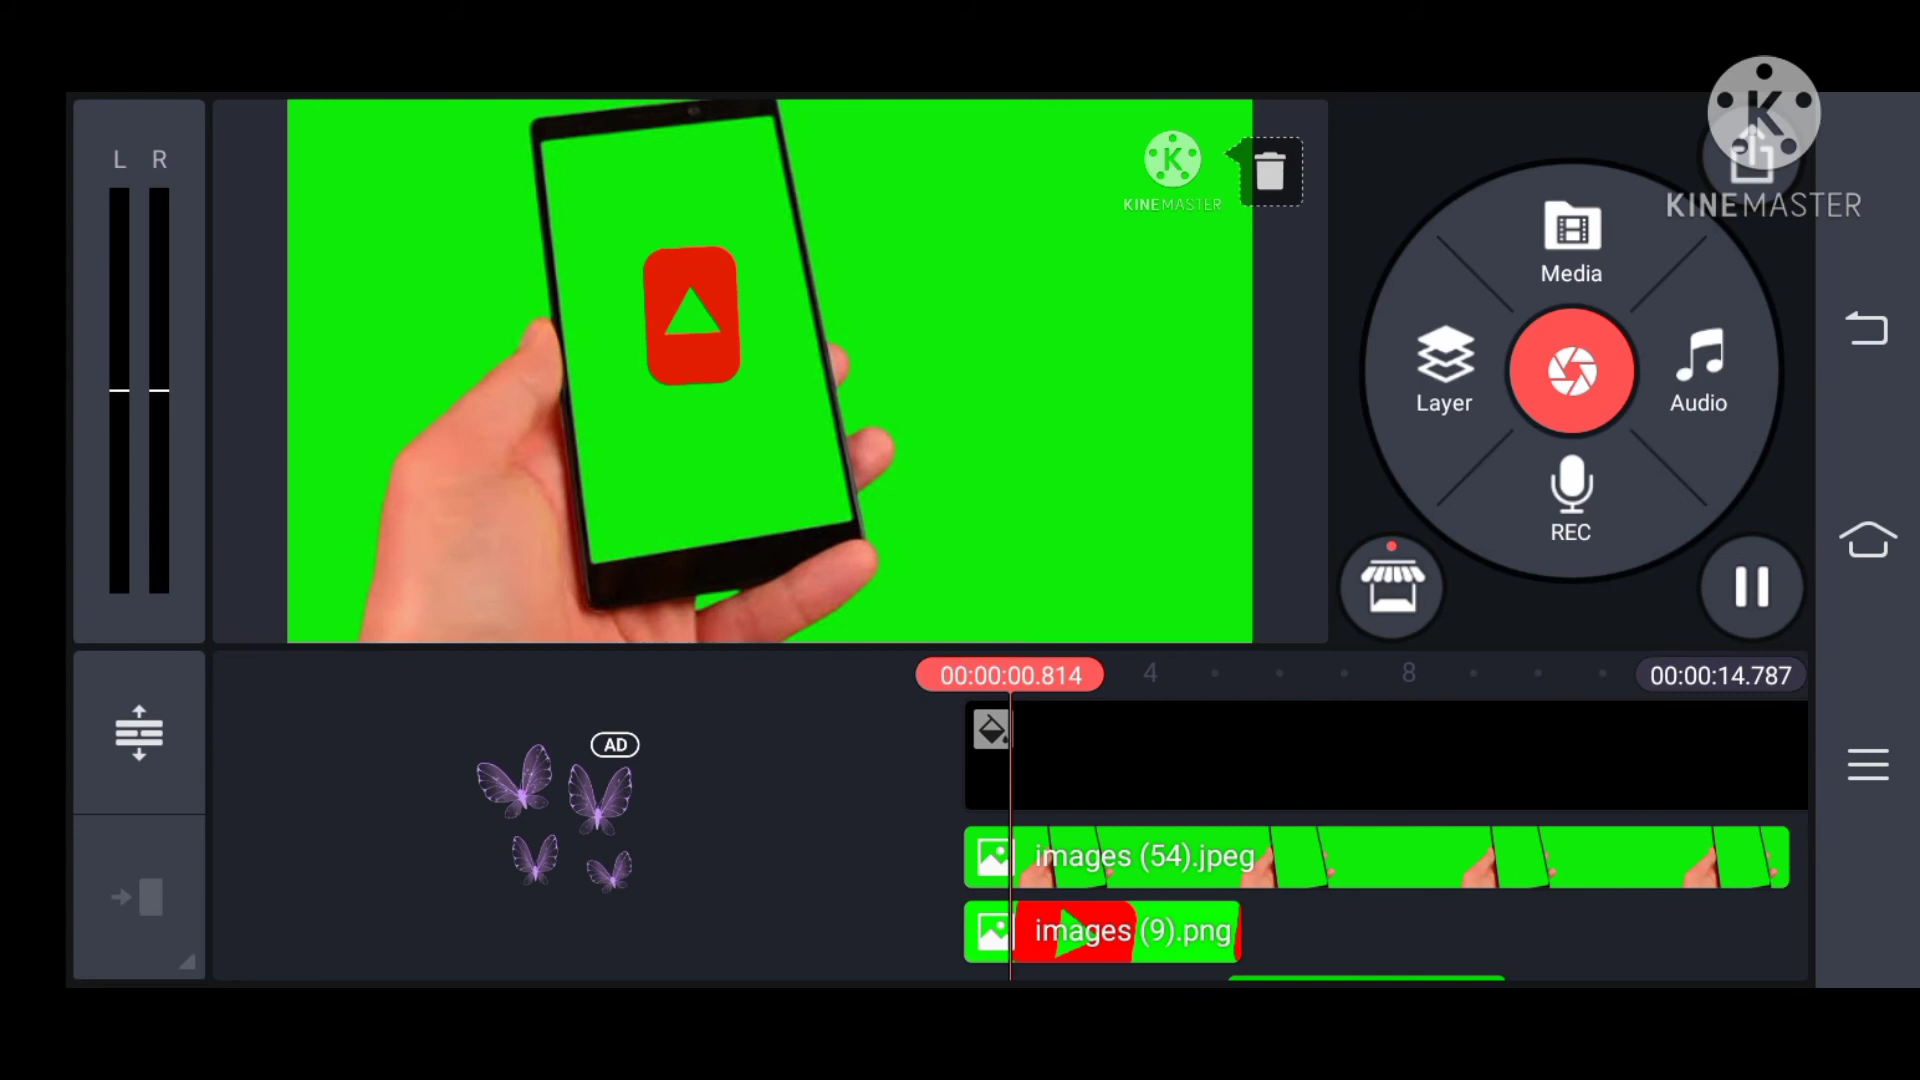 L R
KINEMASTER
KINEMASTER
Media
Layer
Audio
REC
00:00:00.814
4
8
00:00:14.787
AD
images (54).jpeg
images (9).png